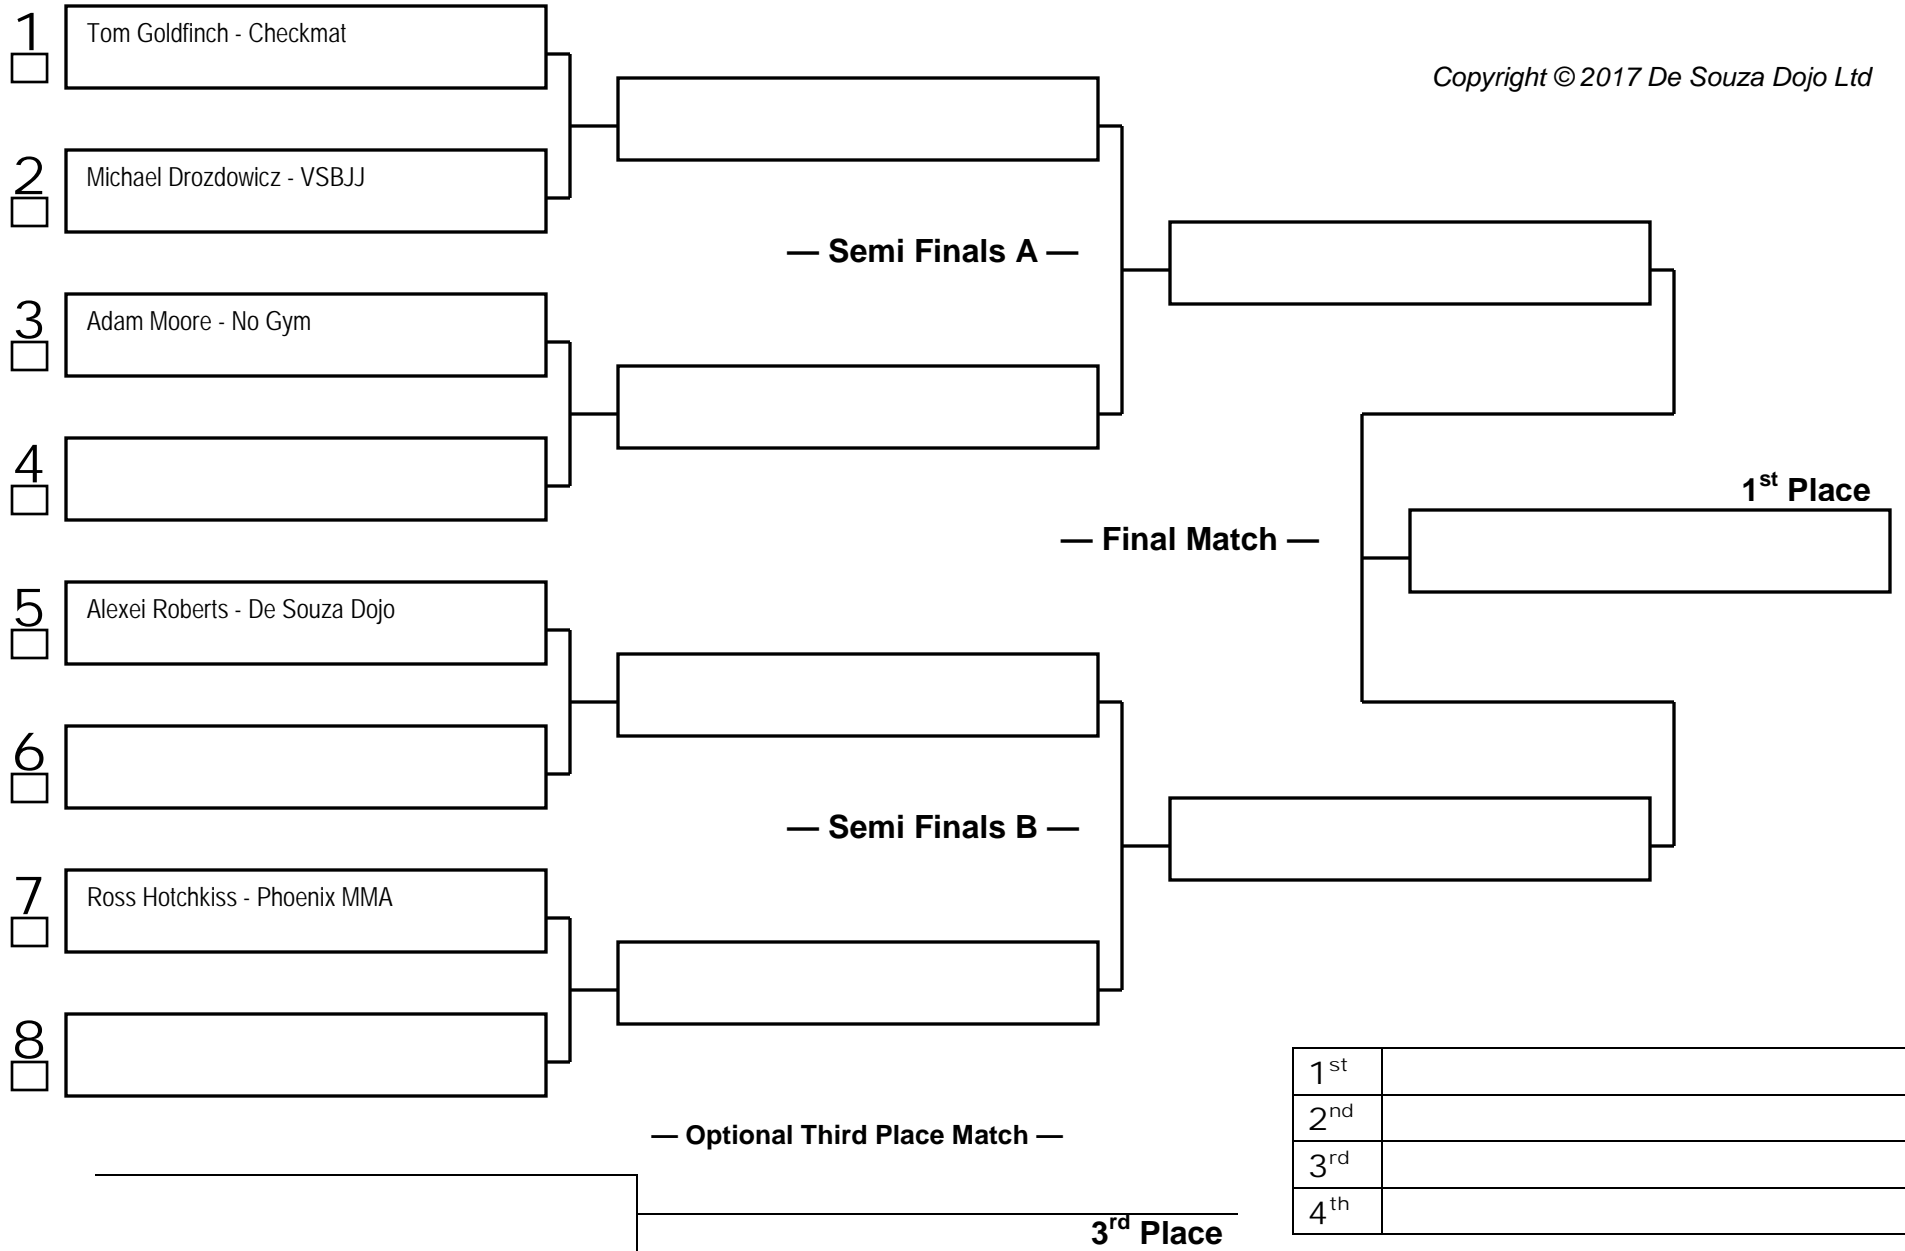 1
Tom Goldfinch - Checkmat
Copyright © 2017 De Souza Dojo Ltd
2
Michael Drozdowicz - VSBJJ
— Semi Finals A —
3
Adam Moore - No Gym
4
1st Place
— Final Match —
5
Alexei Roberts - De Souza Dojo
6
— Semi Finals B —
7
Ross Hotchkiss - Phoenix MMA
8
1st
2nd
3rd
4th
— Optional Third Place Match —
3rd Place